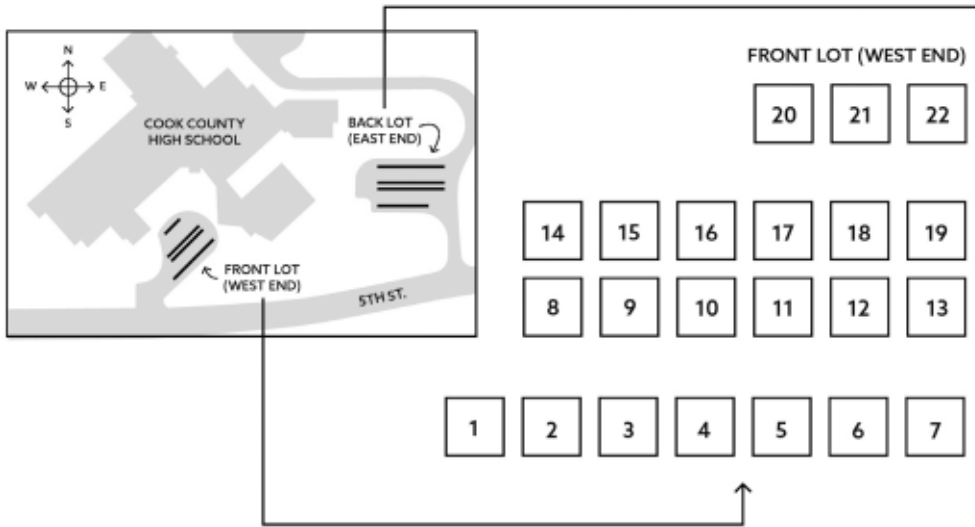 N
W E
S
COOK COUNTY
HIGH SCHOOL
BACK LOT
(EAST END)
FRONT LOT
(WEST END)
5TH ST.
FRONT LOT (WEST END)
20 21 22
14 15 16 17 18 19
8 9 10 11 12 13
1 2 3 4 5 6 7